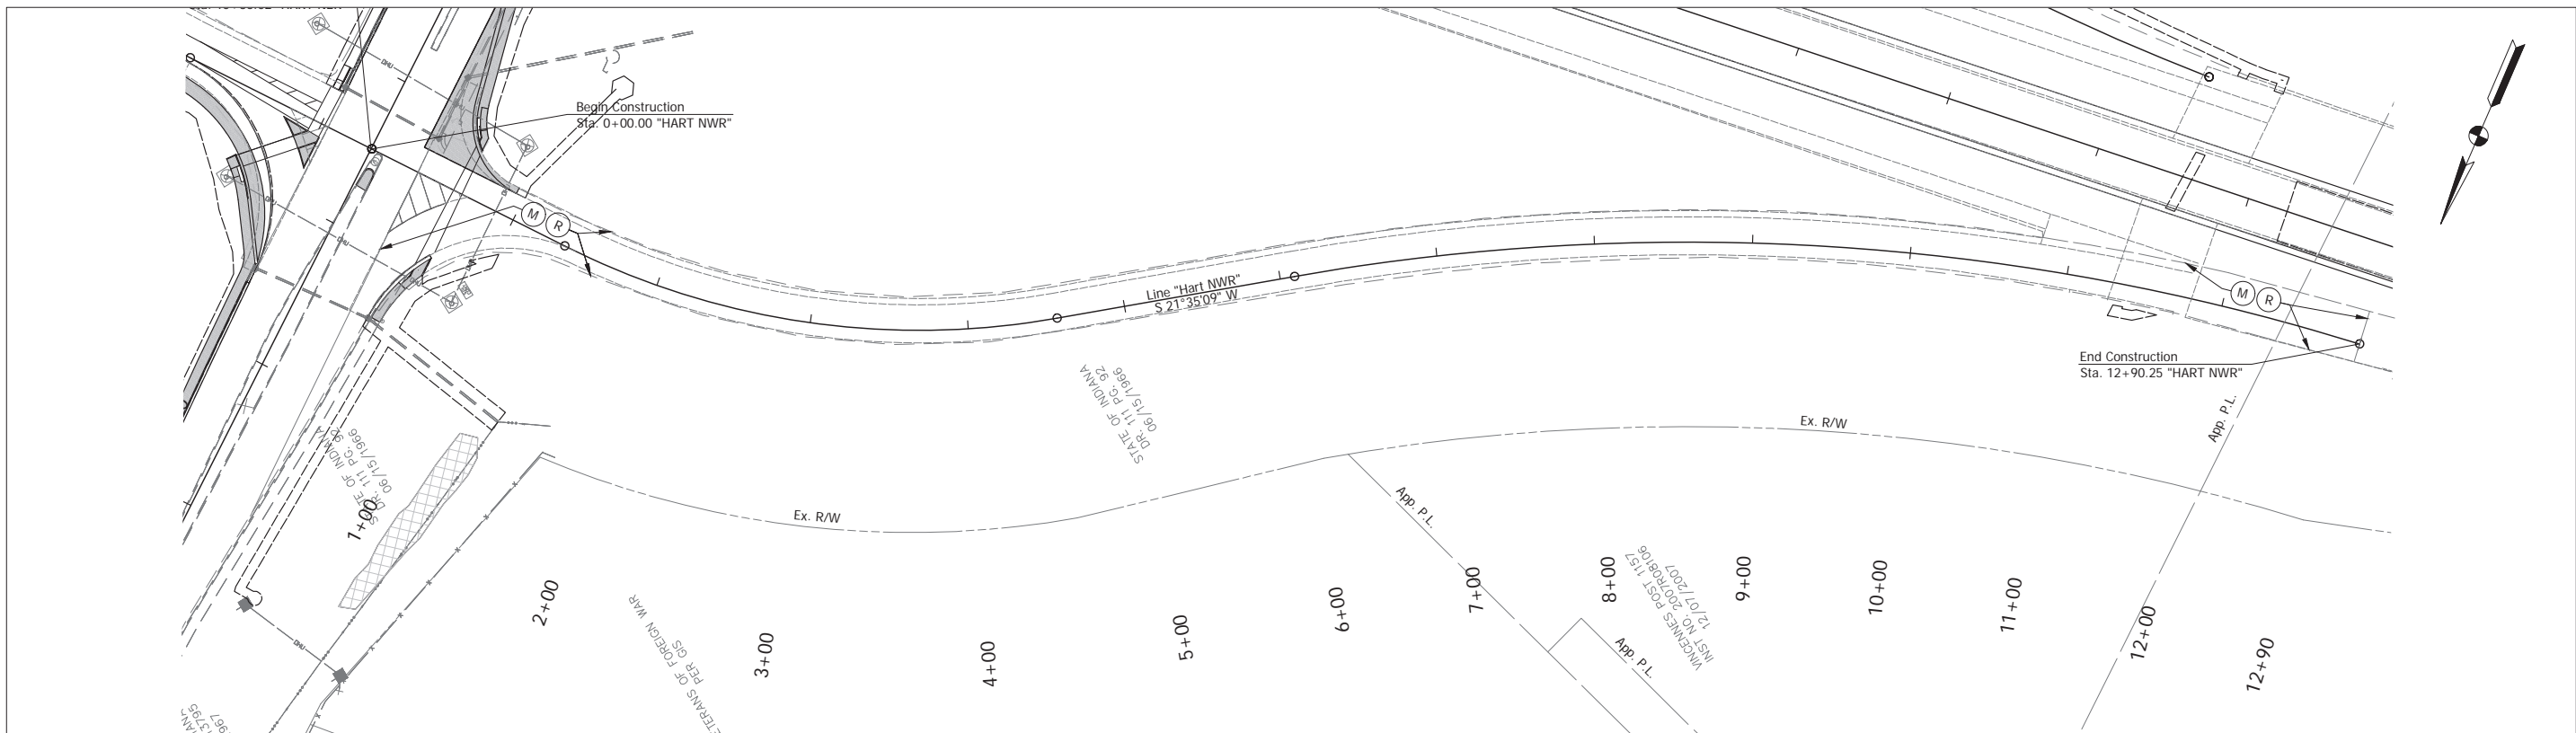 Begin Construction
Sta. 0+00.00 "HART NWR"
M
R
Line "Hart NWR"
S 21°35'09" W
M
R
End Construction
Sta. 12+90.25 "HART NWR"
STATE OF INDIANA
DR. 111 PG. 92
06/15/1966
STATE OF INDIANA
DR. 111 PG. 92
06/15/1966
Ex. R/W
Ex. R/W
App. P.L.
App. P.L.
App. P.L.
VINCENNES POST 1157
INST NO. 2007R08106
12/07/2007
OF FOREIGN WAR
PER GIS
1+00
2+00
3+00
4+00
5+00
6+00
7+00
8+00
9+00
10+00
11+00
12+00
12+90